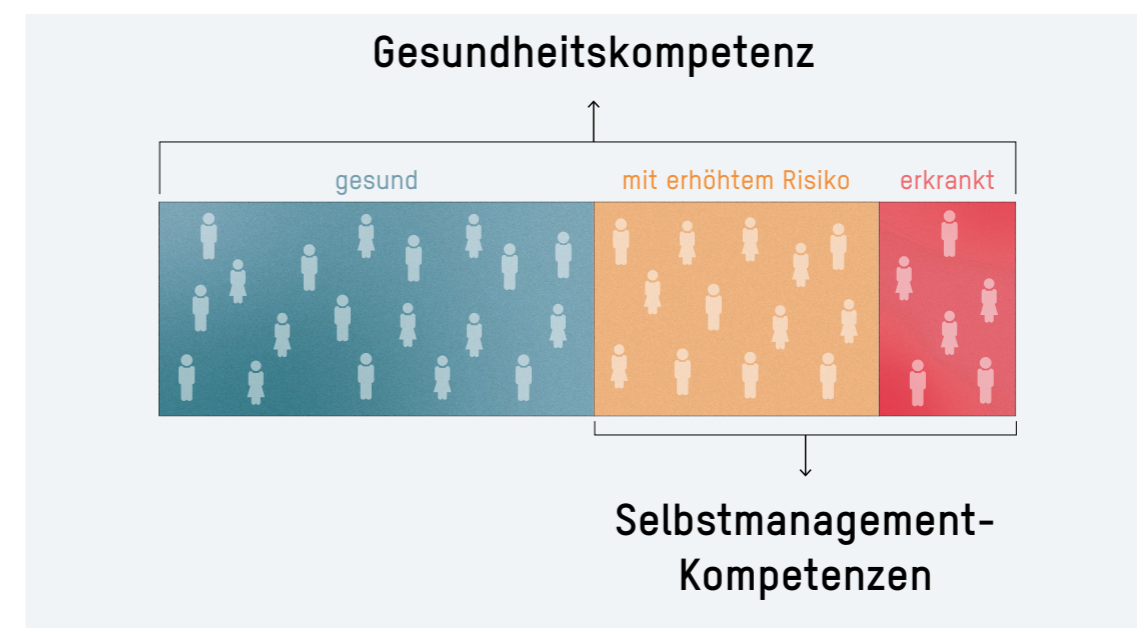 Gesundheitskompetenz
gesund
mit erhöhtem Risiko
erkrankt
Selbstmanagement-
Kompetenzen